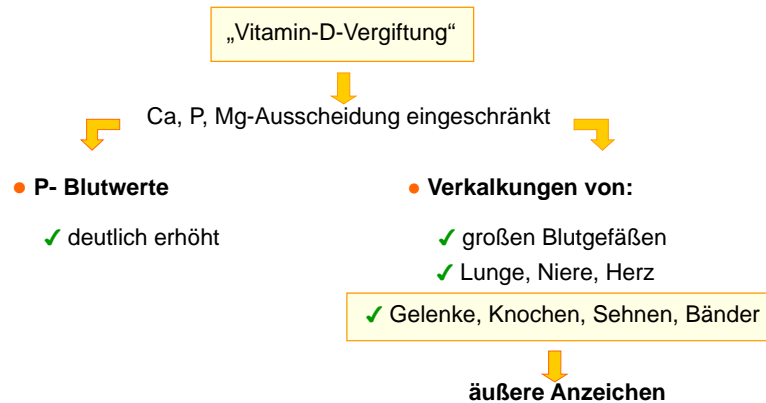 „Vitamin-D-Vergiftung“
Ca, P, Mg-Ausscheidung eingeschränkt
• P- Blutwerte
✓ deutlich erhöht
• Verkalkungen von:
✓ großen Blutgefäßen
✓ Lunge, Niere, Herz
✓ Gelenke, Knochen, Sehnen, Bänder
äußere Anzeichen